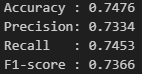 Accuracy : 0.7476
Precision: 0.7334
Recall   : 0.7453
F1-score : 0.7366